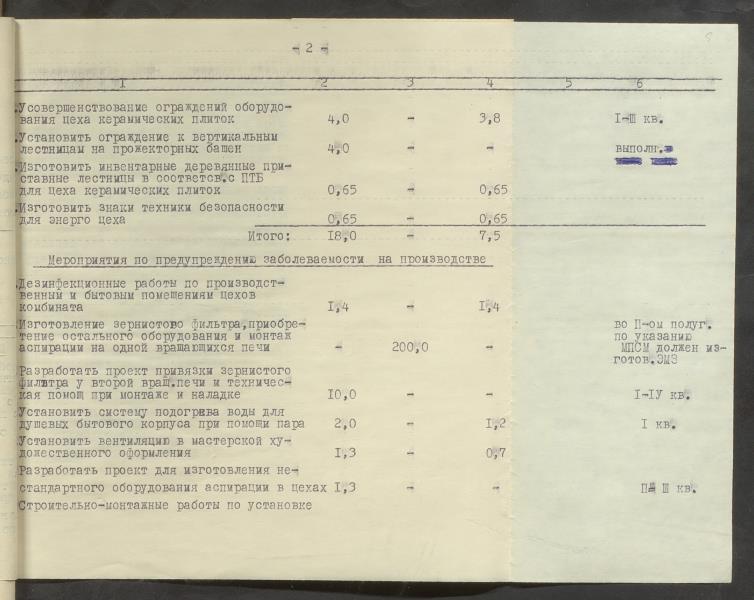 - 2 -
I 2 3 4 5 6
.Усовершенствование ограждений оборудо-
вания цеха керамических плиток 4,0 - 3,8 I-Ш кв.
.Установить ограждение к вертикальным
лестницам на прожекторных башен 4,0 - - выполн.
.Изготовить инвентарные деревянные при-
ставные лестницы в соответсв.с ПТБ
для цеха керамических плиток 0,65 - 0,65
.Изготовить знаки техники безопасности
для энерго цеха 0,65 - 0,65
Итого: 18,0 - 7,5
Мероприятия по предупреждению заболеваемости на производстве
.Дезинфекционные работы по производст-
венным и бытовым помещениям цехов
комбината I,4 - I,4
Изготовление зернистово фильтра,приобре- во П-ом полуг.
тение остального оборудования и монтаж по указанию
аспирации на одной вращающихся печи - 200,0 - МПСМ должен из-
готов.ЭМЗ
Разработать проект привязки зернистого
фильтра у второй вращ.печи и техничес-
кая помощ при монтаже и наладке 10,0 - - I-IУ кв.
Установить систему подогрева воды для
душевых бытового корпуса при помощи пара 2,0 - I,2 I кв.
.Установить вентиляцию в мастерской ху-
дожественного оформления I,3 - 0,7
.Разработать проект для изготовления не-
стандартного оборудования аспирации в цехах I,3 - - П- Ш кв.
Строительно-монтажные работы по установке